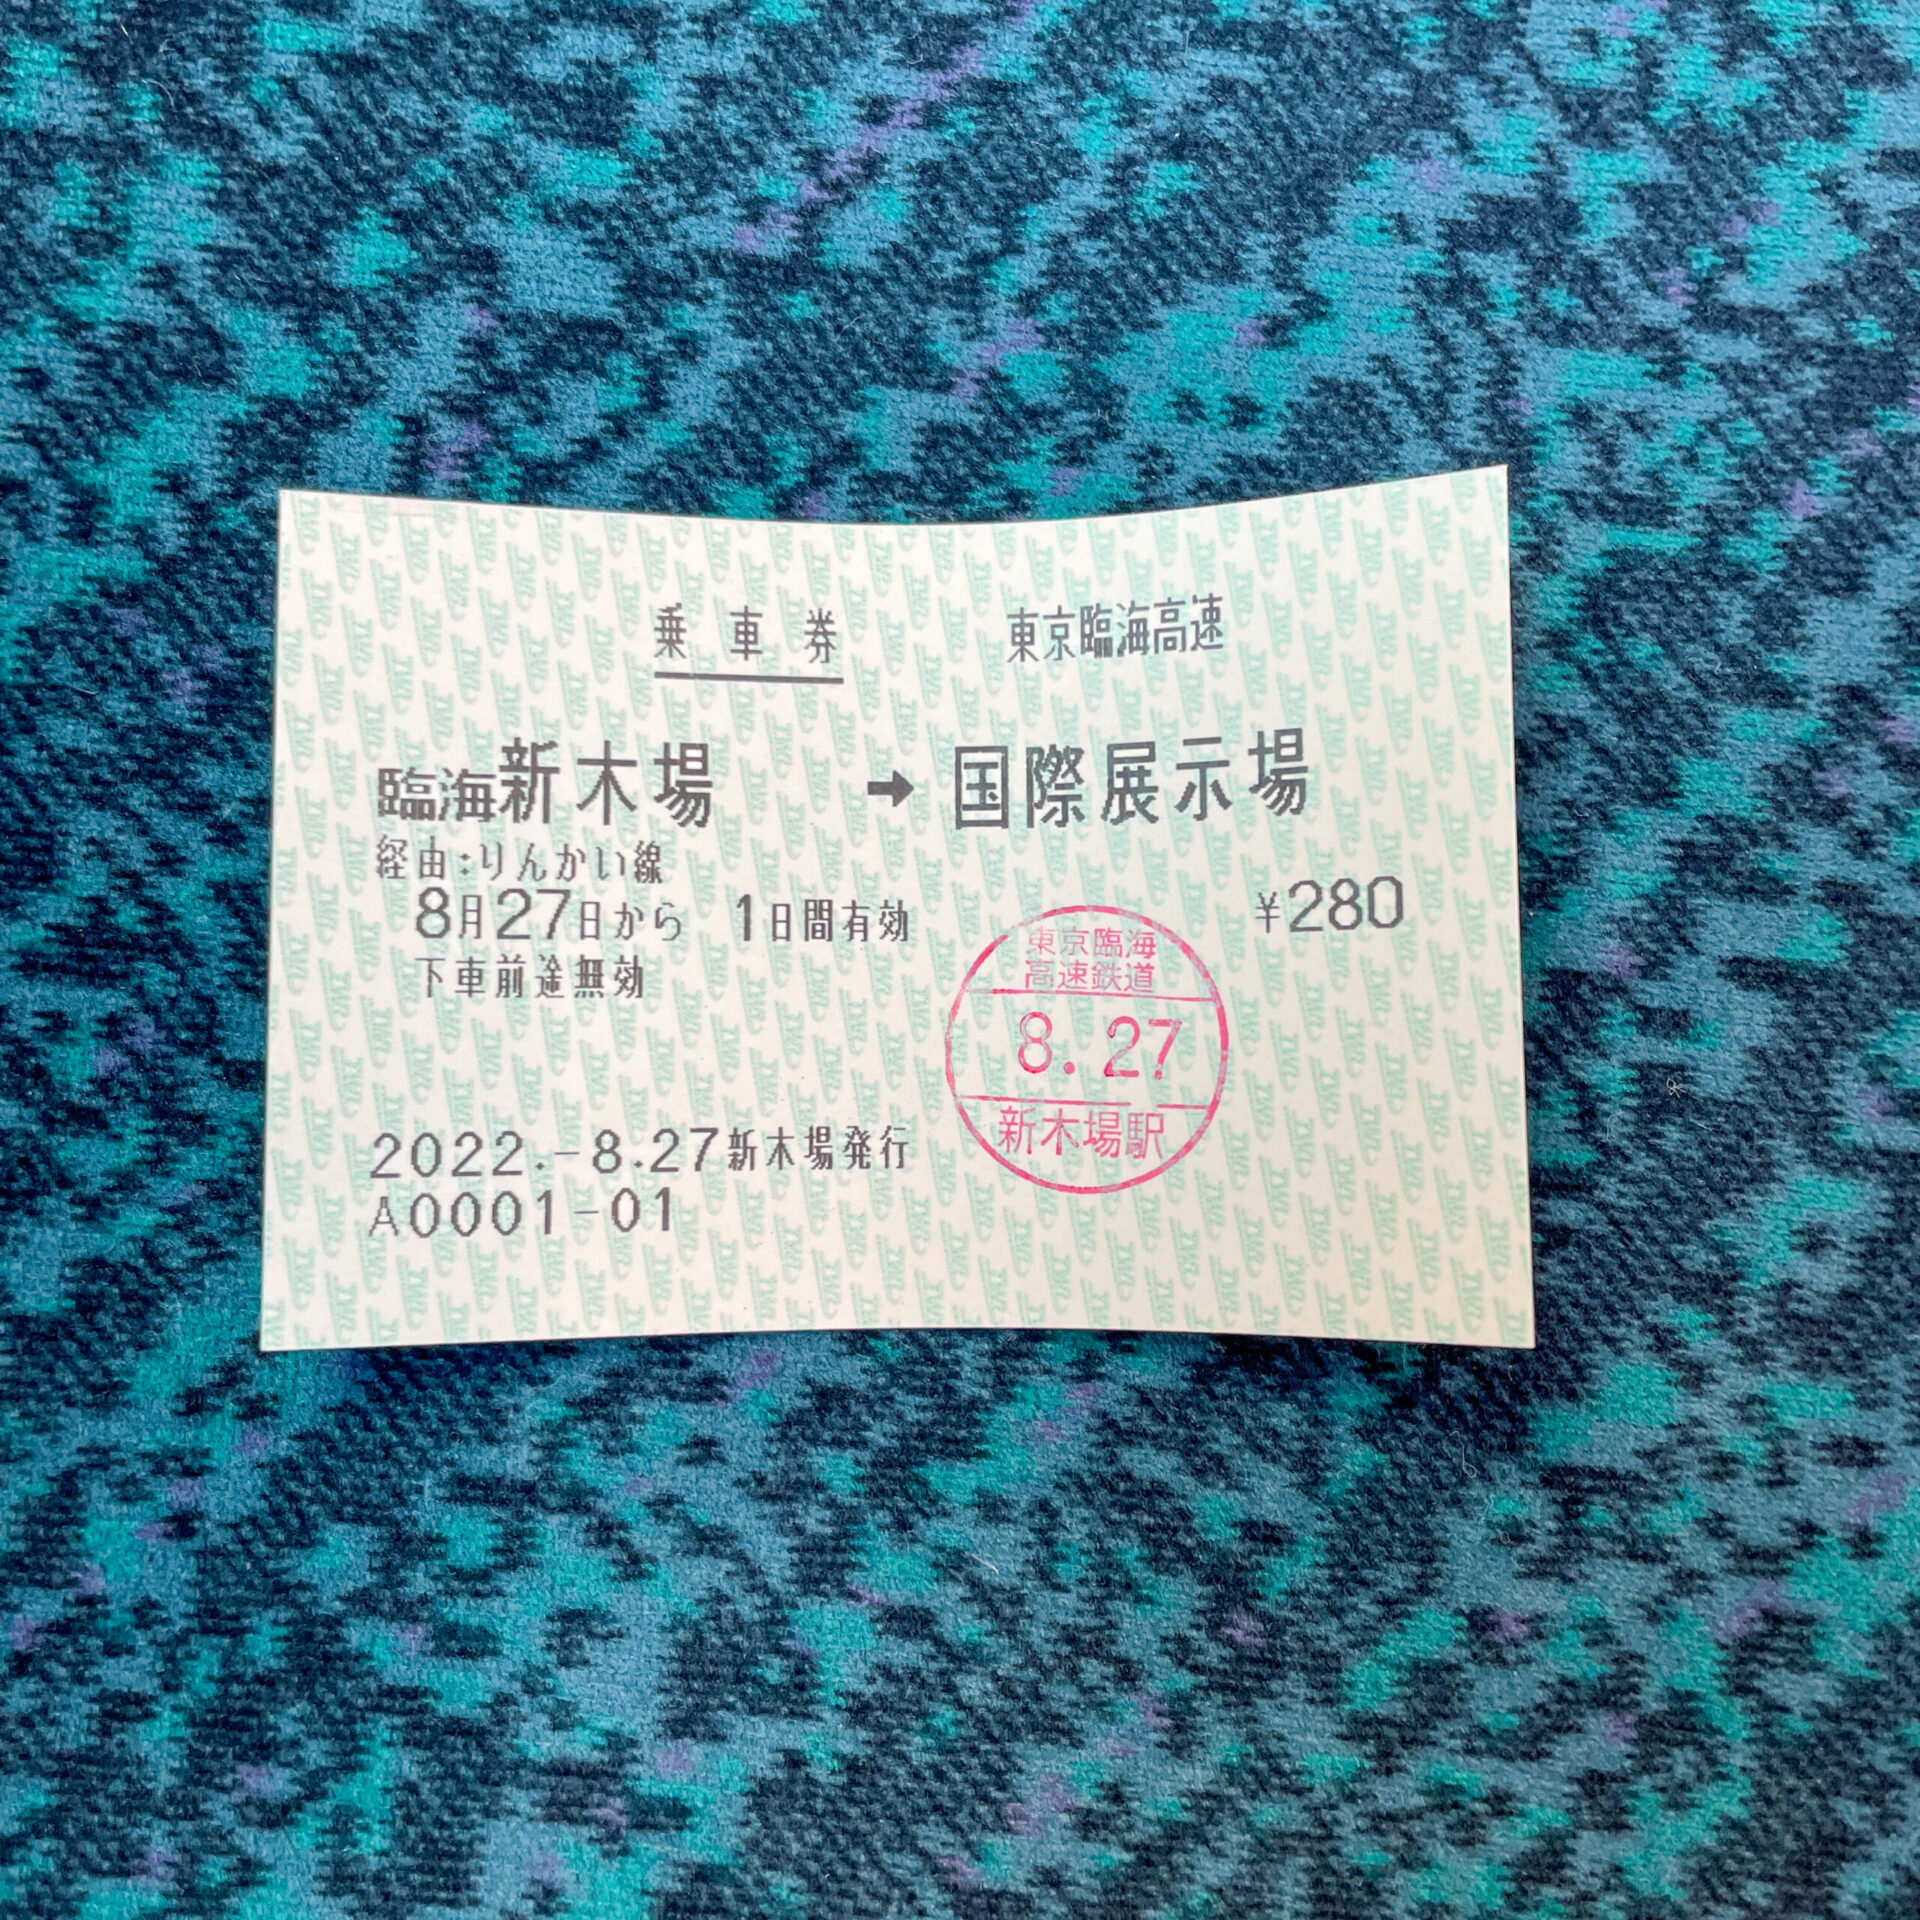 乗車券 東京臨海高速
臨海新木場 → 国際展示場
経由:りんかい線
8月27日から 1日間有効 ¥280
下車前途無効
東京臨海
高速鉄道
8.27
新木場駅
2022.-8.27新木場発行
A0001-01